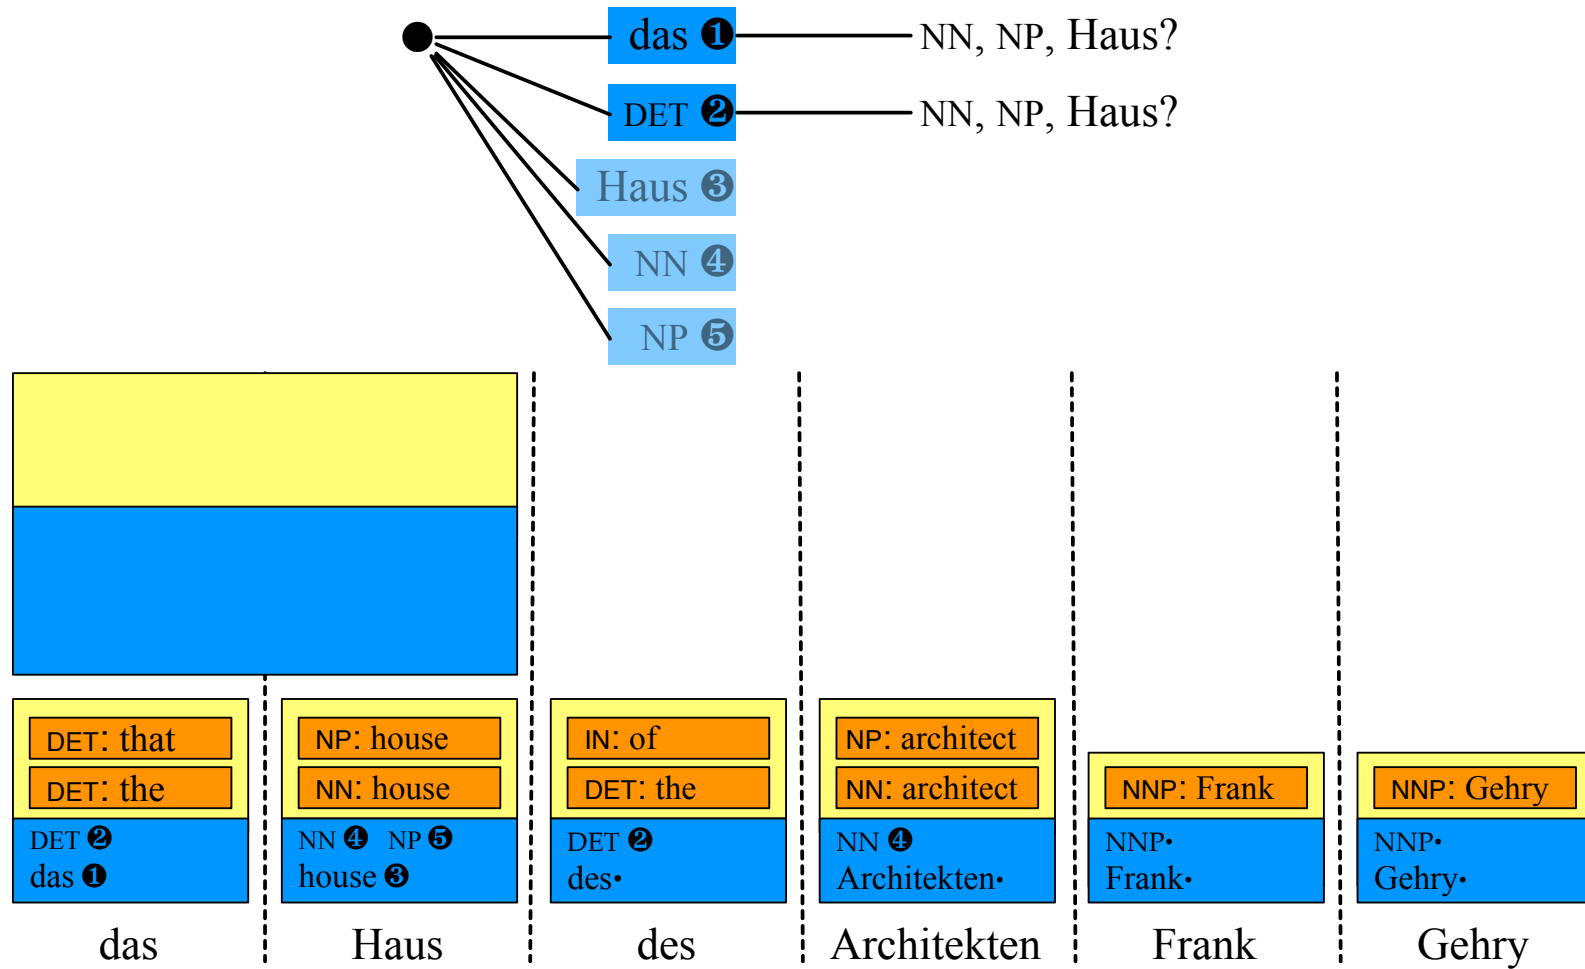 das ❶ NN, NP, Haus?
DET ❷ NN, NP, Haus?
Haus ❸
NN ❹
NP ❺
DET: that
DET: the
DET ❷
das ❶
NP: house
NN: house
NN ❹ NP ❺
house ❸
IN: of
DET: the
DET ❷
des•
NP: architect
NN: architect
NN ❹
Architekten•
NNP: Frank
NNP•
Frank•
NNP: Gehry
NNP•
Gehry•
das Haus des Architekten Frank Gehry